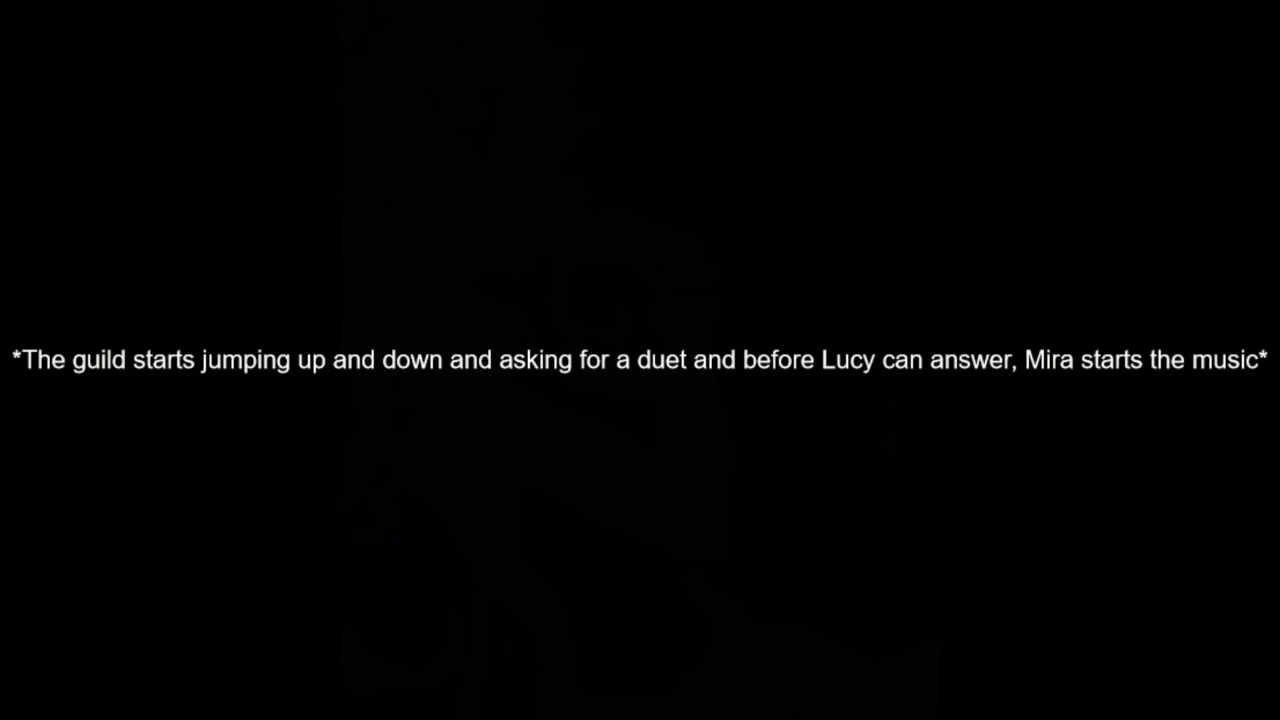 *The guild starts jumping up and down and asking for a duet and before Lucy can answer, Mira starts the music*